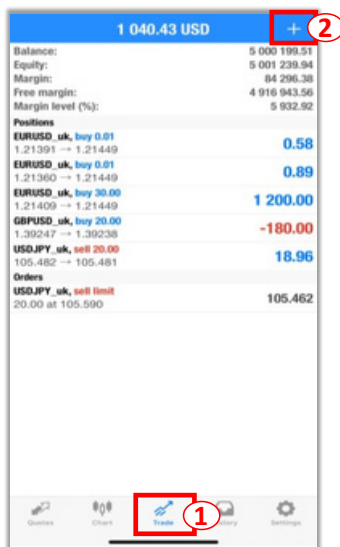 1 040.43 USD
+
2
Balance: 5 000 199.51
Equity: 5 001 239.94
Margin: 84 296.38
Free margin: 4 916 943.56
Margin level (%): 5 932.92
Positions
EURUSD_uk, buy 0.01
1.21391 → 1.21449
0.58
EURUSD_uk, buy 0.01
1.21360 → 1.21449
0.89
EURUSD_uk, buy 30.00
1.21409 → 1.21449
1 200.00
GBPUSD_uk, buy 20.00
1.39247 → 1.39238
-180.00
USDJPY_uk, sell 20.00
105.482 → 105.481
18.96
Orders
USDJPY_uk, sell limit
20.00 at 105.590
105.462
1
Quotes Chart Trade Settings